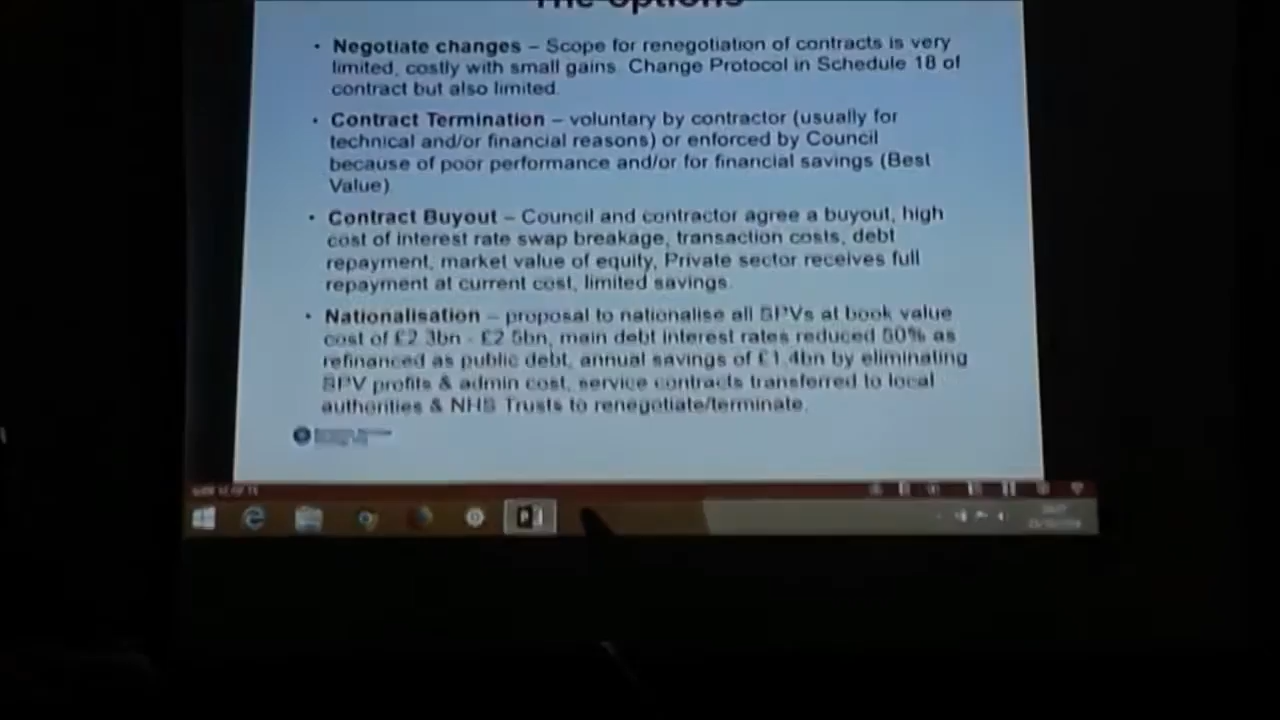 The options
• Negotiate changes – Scope for renegotiation of contracts is very
limited, costly with small gains. Change Protocol in Schedule 18 of
contract but also limited.
• Contract Termination – voluntary by contractor (usually for
technical and/or financial reasons) or enforced by Council
because of poor performance and/or for financial savings (Best
Value)
• Contract Buyout – Council and contractor agree a buyout, high
cost of interest rate swap breakage, transaction costs, debt
repayment, market value of equity, Private sector receives full
repayment at current cost, limited savings.
• Nationalisation – proposal to nationalise all SPVs at book value
cost of £2.3bn - £2.5bn, main debt interest rates reduced 50% as
refinanced as public debt, annual savings of £1.4bn by eliminating
SPV profits & admin cost, service contracts transferred to local
authorities & NHS Trusts to renegotiate/terminate.